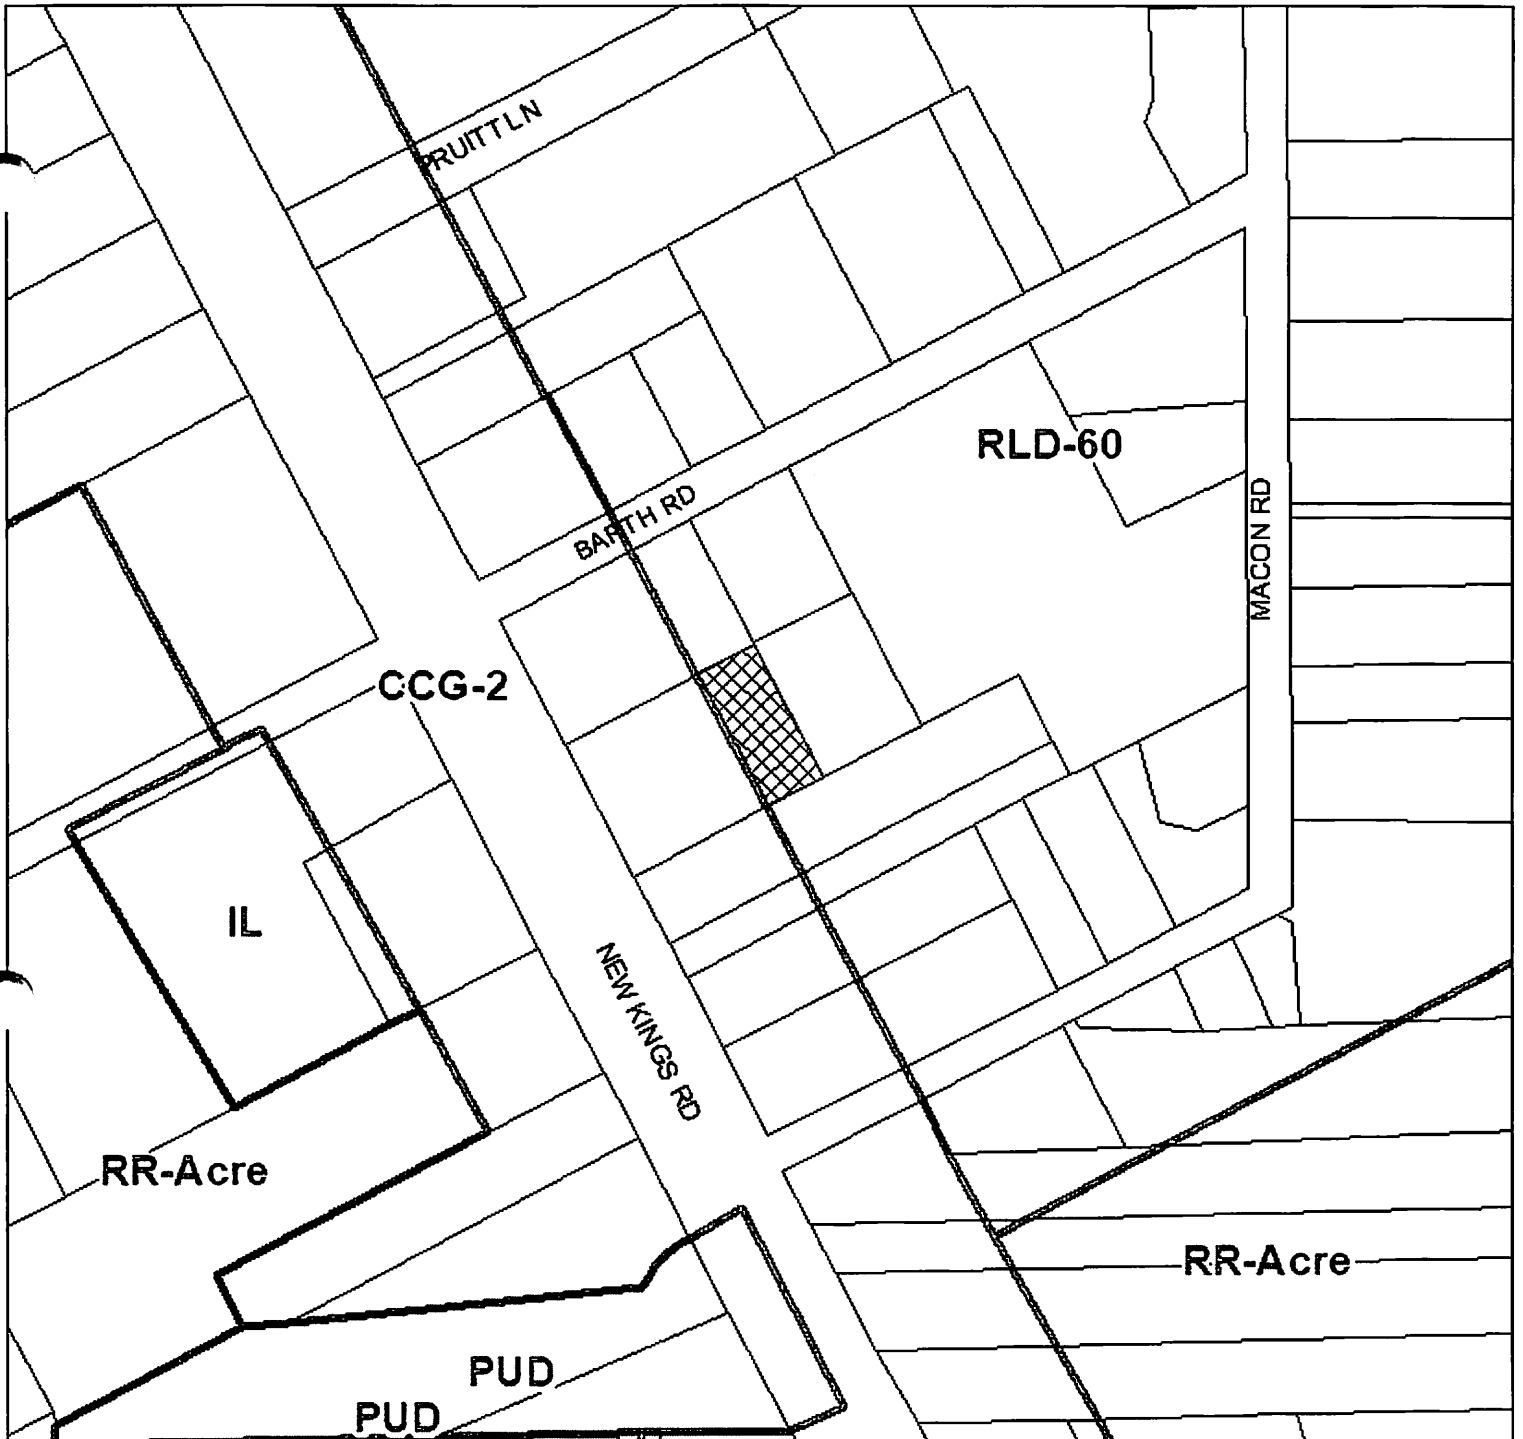 PRUITT LN
RLD-60
BARTH RD
MACON RD
CCG-2
IL
NEW KINGS RD
RR-Acre
RR-Acre
PUD
PUD